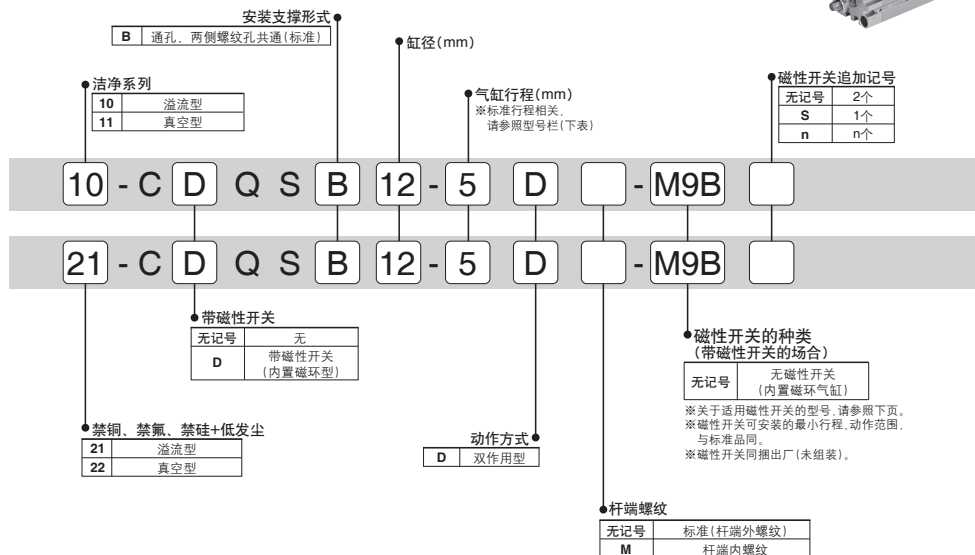 安装支撑形式
B 通孔、两侧螺纹孔共通(标准)
缸径(mm)
洁净系列
10 溢流型
11 真空型
气缸行程(mm)
※标准行程相关,
请参照型号栏(下表)
磁性开关追加记号
无记号 2个
S 1个
n n个
10 - C D Q S B 12 - 5 D - M9B
21 - C D Q S B 12 - 5 D - M9B
带磁性开关
无记号 无
D 带磁性开关
(内置磁环型)
磁性开关的种类
(带磁性开关的场合)
无记号 无磁性开关
(内置磁环气缸)
※关于适用磁性开关的型号,请参照下页。
※磁性开关可安装的最小行程,动作范围,
与标准品同。
※磁性开关同捆出厂(未组装)。
禁铜、禁氟、禁硅+低发尘
21 溢流型
22 真空型
动作方式
D 双作用型
杆端螺纹
无记号 标准(杆端外螺纹)
M 杆端内螺纹